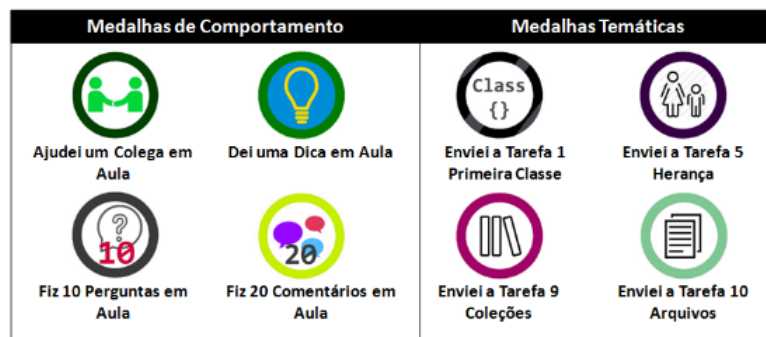 Medalhas de Comportamento
Medalhas Temáticas
Ajudei um Colega em
Aula
Dei uma Dica em Aula
Class
{}
Enviei a Tarefa 1
Primeira Classe
Enviei a Tarefa 5
Herança
?
10
Fiz 10 Perguntas em
Aula
20
Fiz 20 Comentários em
Aula
Enviei a Tarefa 9
Coleções
Enviei a Tarefa 10
Arquivos